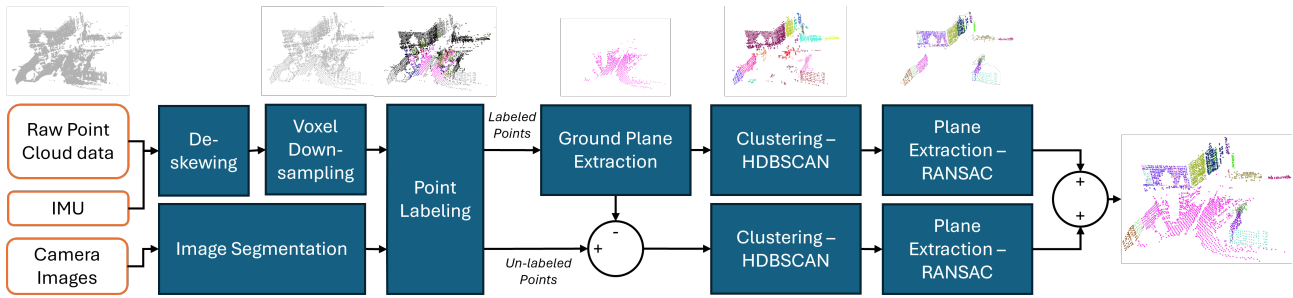 Raw Point
Cloud data
IMU
Camera
Images
De-
skewing
Voxel
Down-
sampling
Image Segmentation
Point
Labeling
Labeled
Points
Un-labeled
Points
Ground Plane
Extraction
-
+
Clustering –
HDBSCAN
Plane
Extraction –
RANSAC
Clustering –
HDBSCAN
Plane
Extraction –
RANSAC
+
+